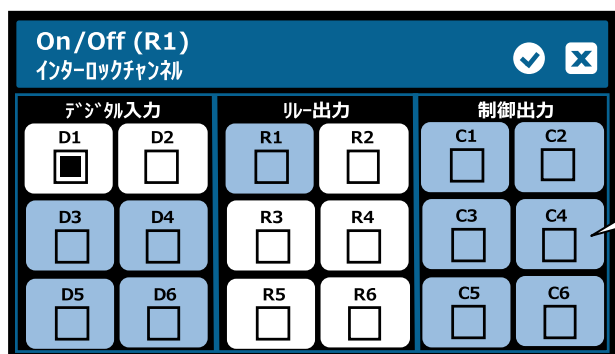 On/Off (R1)
インターロックチャンネル
デジタル入力 リレー出力 制御出力
D1 D2 R1 R2 C1 C2
D3 D4 R3 R4 C3 C4
D5 D6 R5 R6 C5 C6